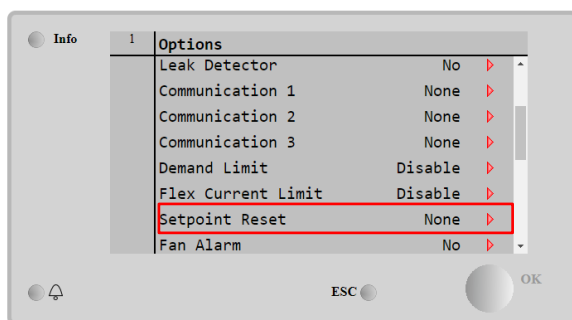 Info
1 Options
Leak Detector No
Communication 1 None
Communication 2 None
Communication 3 None
Demand Limit Disable
Flex Current Limit Disable
Setpoint Reset None
Fan Alarm No
ESC
OK